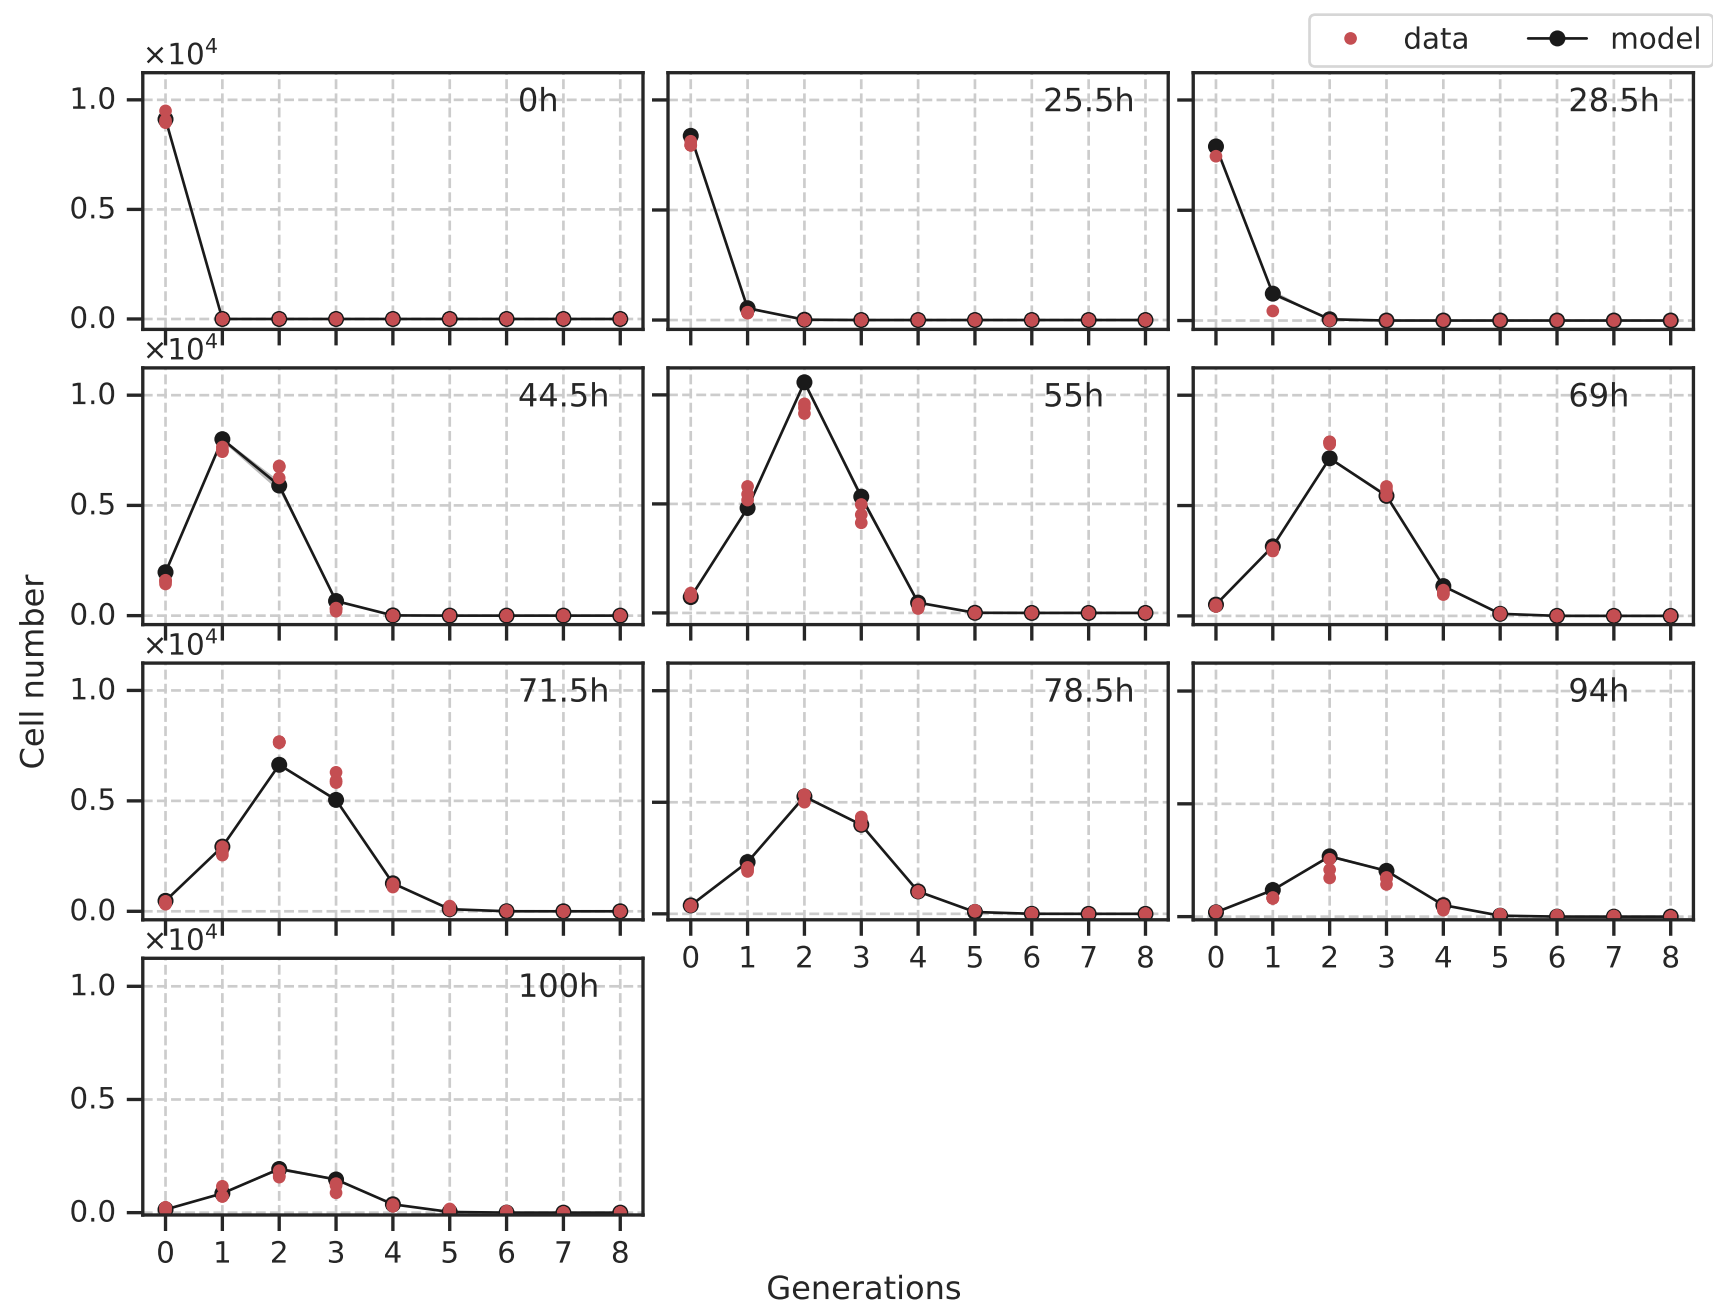 data model
×10⁴
1.0 0h 25.5h 28.5h
0.5
0.0
×10⁴
1.0 44.5h 55h 69h
0.5
0.0
×10⁴
1.0 71.5h 78.5h 94h
0.5
0.0
Cell number
×10⁴
0 1 2 3 4 5 6 7 8 0 1 2 3 4 5 6 7 8
1.0 100h
0.5
0.0
0 1 2 3 4 5 6 7 8
Generations